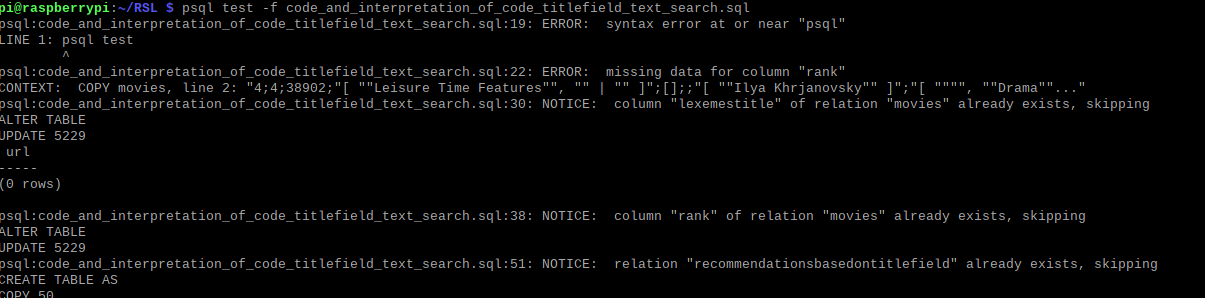 pi@raspberrypi:~/RSL $ psql test -f code_and_interpretation_of_code_titlefield_text_search.sql
psql:code_and_interpretation_of_code_titlefield_text_search.sql:19: ERROR:  syntax error at or near "psql"
LINE 1: psql test
        ^
psql:code_and_interpretation_of_code_titlefield_text_search.sql:22: ERROR:  missing data for column "rank"
CONTEXT:  COPY movies, line 2: "4;4;38902;"[ ""Leisure Time Features"", "" | "" ]";[];;"[ ""Ilya Khrjanovsky"" ]";"[ """", ""Drama""..."
psql:code_and_interpretation_of_code_titlefield_text_search.sql:30: NOTICE:  column "lexemestitle" of relation "movies" already exists, skipping
ALTER TABLE
UPDATE 5229
 url
-----
(0 rows)

psql:code_and_interpretation_of_code_titlefield_text_search.sql:38: NOTICE:  column "rank" of relation "movies" already exists, skipping
ALTER TABLE
UPDATE 5229
psql:code_and_interpretation_of_code_titlefield_text_search.sql:51: NOTICE:  relation "recommendationsbasedontitlefield" already exists, skipping
CREATE TABLE AS
COPY 50